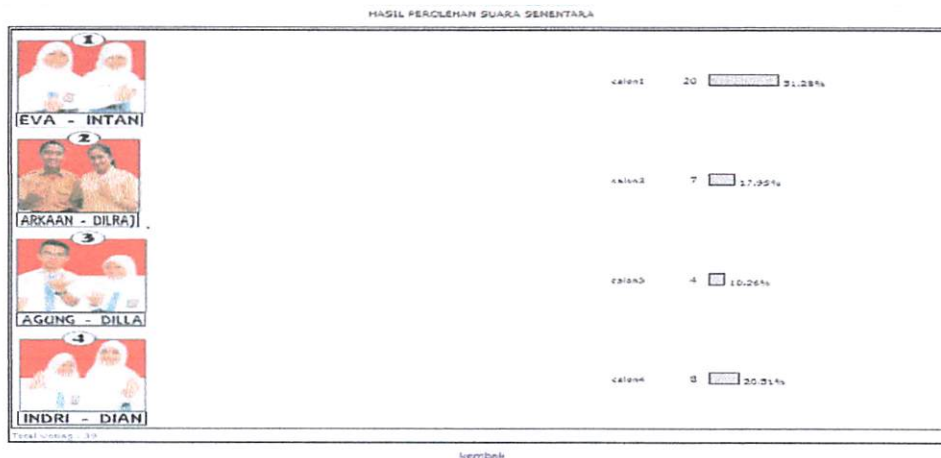 HASIL PEROLEHAN SUARA SEMENTARA
1
EVA - INTAN
calon1 20 51.28%
2
ARKAAN - DILRAJ
calon2 7 17.95%
3
AGUNG - DILLA
calon3 4 10.26%
4
INDRI - DIAN
calon4 8 20.51%
Total voting : 39
kembali